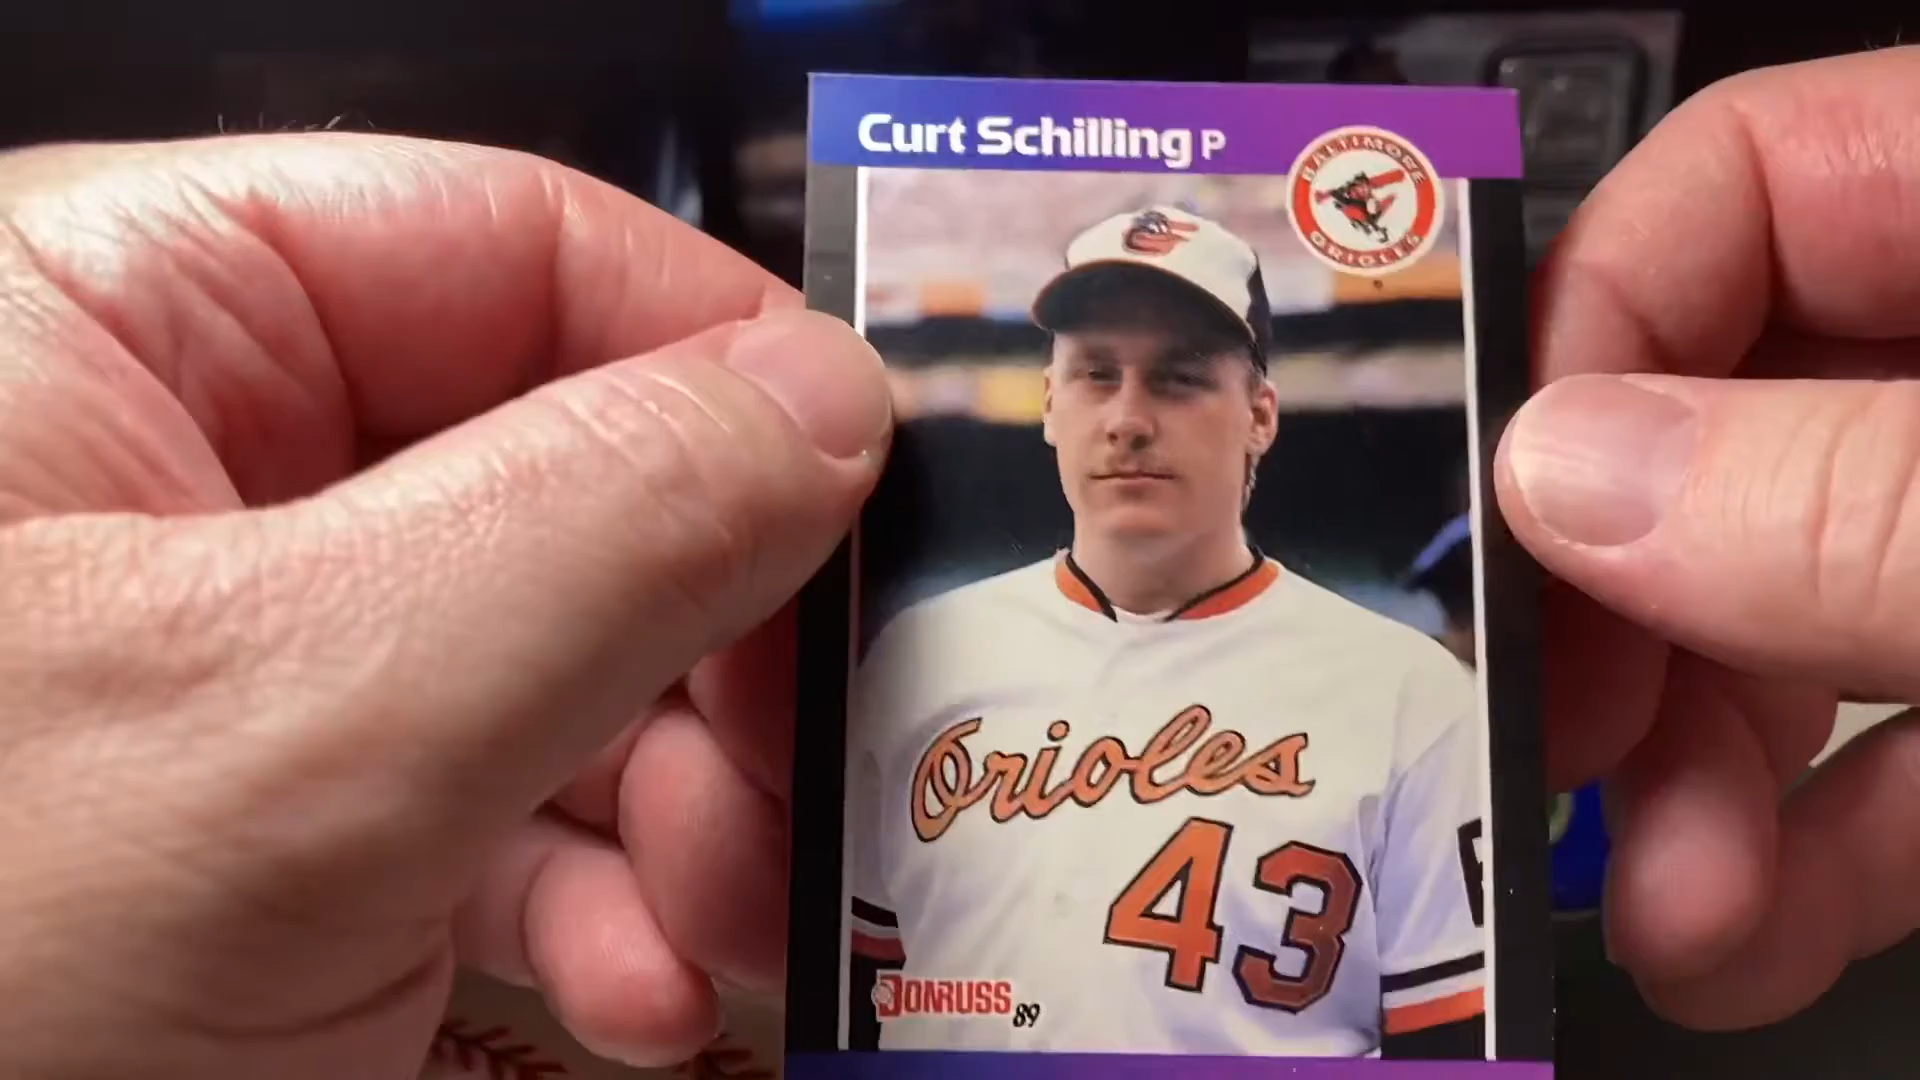 Curt Schilling P
BALTIMORE
ORIOLES
Orioles
43
DONRUSS 89